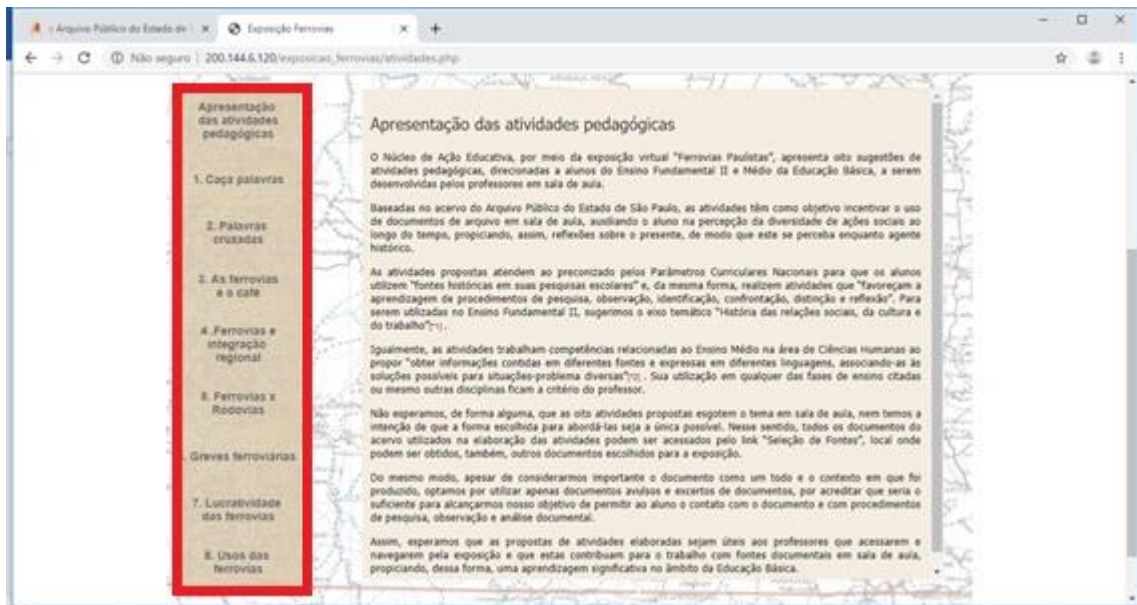 Arquivo Público do Estado de
Exposição Ferrovias
Não seguro | 200.144.6.120/exposicao_ferrovias/atividades.php
Apresentação
das atividades
pedagógicas
1. Caça palavras
2. Palavras
cruzadas
3. As ferrovias
e o café
4 .Ferrovias e
integração
regional
5. Ferrovias x
Rodovias
. Greves ferroviárias
7. Lucratividade
das ferrovias
8. Usos das
ferrovias
Apresentação das atividades pedagógicas
O Núcleo de Ação Educativa, por meio da exposição virtual "Ferrovias Paulistas", apresenta oito sugestões de
atividades pedagógicas, direcionadas a alunos do Ensino Fundamental II e Médio da Educação Básica, a serem
desenvolvidas pelos professores em sala de aula.
Baseadas no acervo do Arquivo Público do Estado de São Paulo, as atividades têm como objetivo incentivar o uso
de documentos de arquivo em sala de aula, auxiliando o aluno na percepção da diversidade de ações sociais ao
longo do tempo, propiciando, assim, reflexões sobre o presente, de modo que este se perceba enquanto agente
histórico.
As atividades propostas atendem ao preconizado pelos Parâmetros Curriculares Nacionais para que os alunos
utilizem "fontes históricas em suas pesquisas escolares" e, da mesma forma, realizem atividades que "favoreçam a
aprendizagem de procedimentos de pesquisa, observação, identificação, confrontação, distinção e reflexão". Para
serem utilizadas no Ensino Fundamental II, sugerimos o eixo temático "História das relações sociais, da cultura e
do trabalho"[1].
Igualmente, as atividades trabalham competências relacionadas ao Ensino Médio na área de Ciências Humanas ao
propor "obter informações contidas em diferentes fontes e expressas em diferentes linguagens, associando-as às
soluções possíveis para situações-problema diversas"[2]. Sua utilização em qualquer das fases de ensino citadas
ou mesmo outras disciplinas ficam a critério do professor.
Não esperamos, de forma alguma, que as oito atividades propostas esgotem o tema em sala de aula, nem temos a
intenção de que a forma escolhida para abordá-las seja a única possível. Nesse sentido, todos os documentos do
acervo utilizados na elaboração das atividades podem ser acessados pelo link "Seleção de Fontes", local onde
podem ser obtidos, também, outros documentos escolhidos para a exposição.
Do mesmo modo, apesar de considerarmos importante o documento como um todo e o contexto em que foi
produzido, optamos por utilizar apenas documentos avulsos e excertos de documentos, por acreditar que seria o
suficiente para alcançarmos nosso objetivo de permitir ao aluno o contato com o documento e com procedimentos
de pesquisa, observação e análise documental.
Assim, esperamos que as propostas de atividades elaboradas sejam úteis aos professores que acessarem e
navegarem pela exposição e que estas contribuam para o trabalho com fontes documentais em sala de aula,
propiciando, dessa forma, uma aprendizagem significativa no âmbito da Educação Básica.